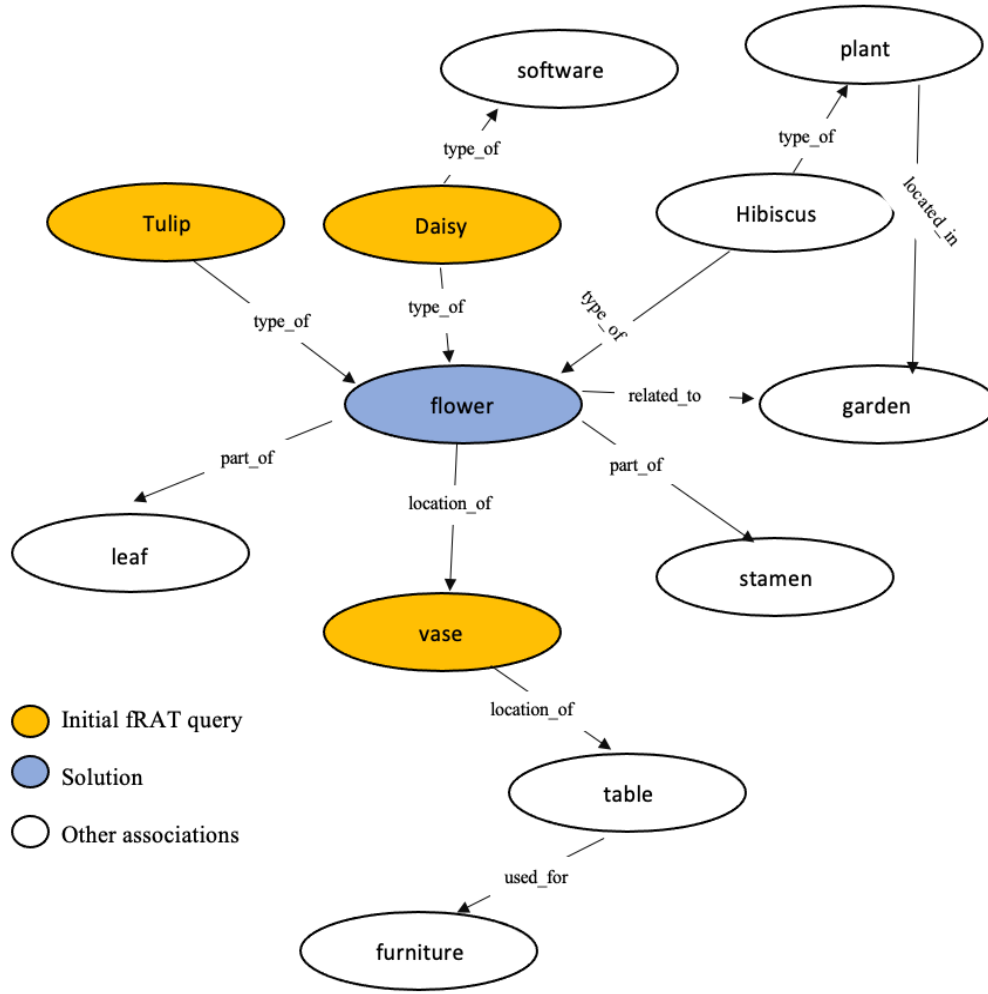 plant
software
type_of
type_of
Tulip
Daisy
Hibiscus
located_in
type_of
type_of
type_of
flower
related_to
garden
part_of
part_of
location_of
leaf
stamen
vase
location_of
Initial fRAT query
Solution
table
Other associations
used_for
furniture